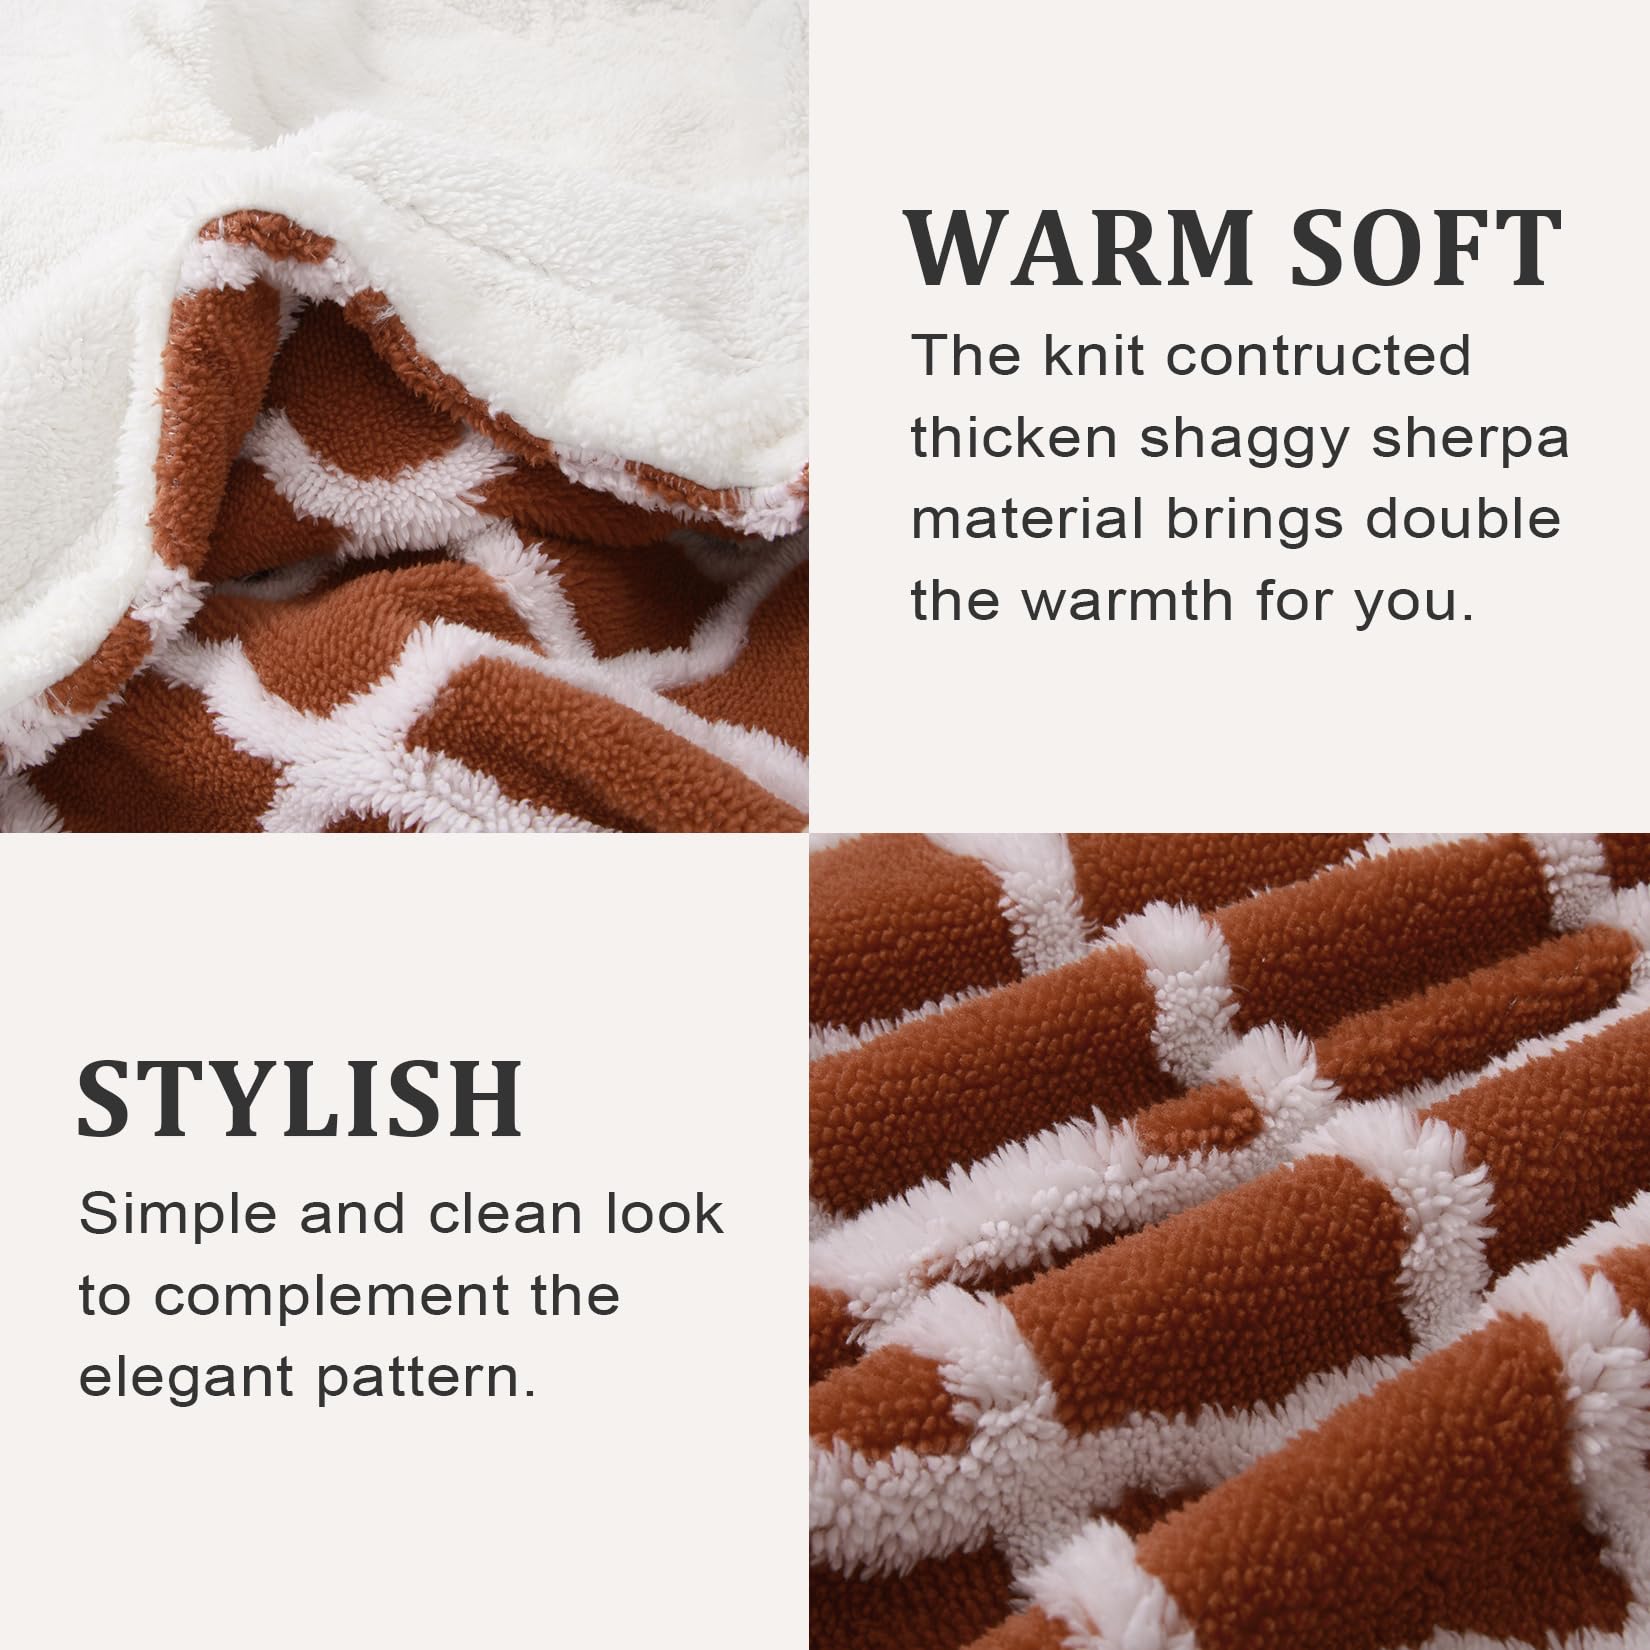 WARM SOFT
The knit contructed
thicken shaggy sherpa
material brings double
the warmth for you.
STYLISH
Simple and clean look
to complement the
elegant pattern.